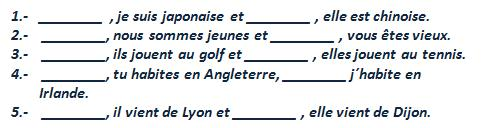 1.- ________ , je suis japonaise et ________ , elle est chinoise.
2.- ________, nous sommes jeunes et ________ , vous êtes vieux.
3.- ________, ils jouent au golf et ________ , elles jouent au tennis.
4.- ________, tu habites en Angleterre, ________ j´habite en
Irlande.
5.- ________, il vient de Lyon et ________ , elle vient de Dijon.